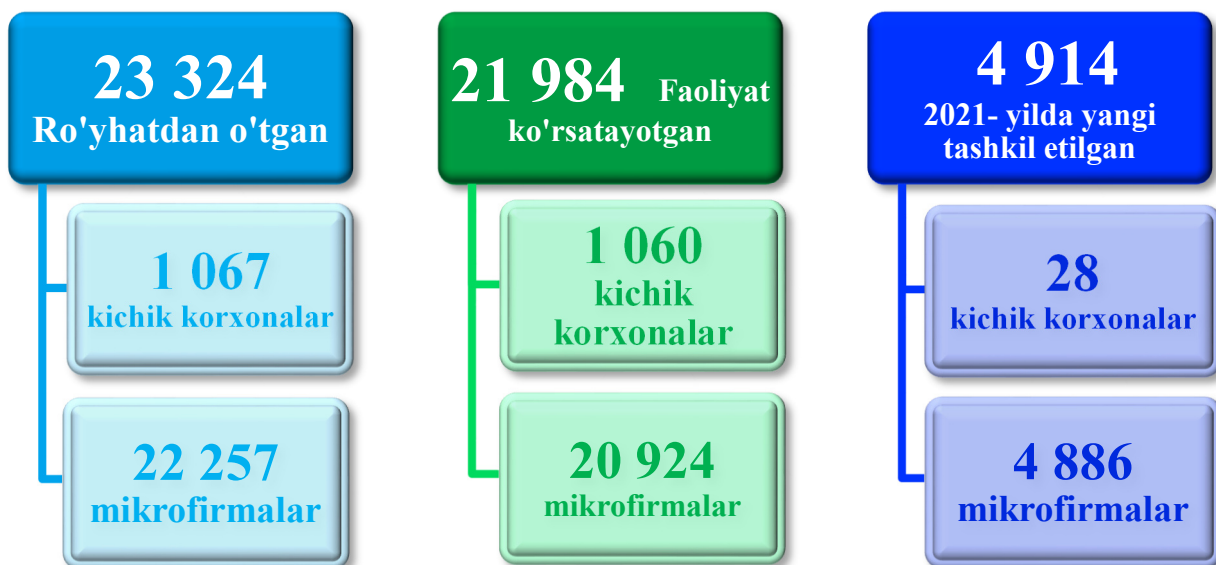 23 324
Ro'yhatdan o'tgan
1 067
kichik korxonalar
22 257
mikrofirmalar
21 984 Faoliyat
ko'rsatayotgan
1 060
kichik
korxonalar
20 924
mikrofirmalar
4 914
2021- yilda yangi
tashkil etilgan
28
kichik korxonalar
4 886
mikrofirmalar